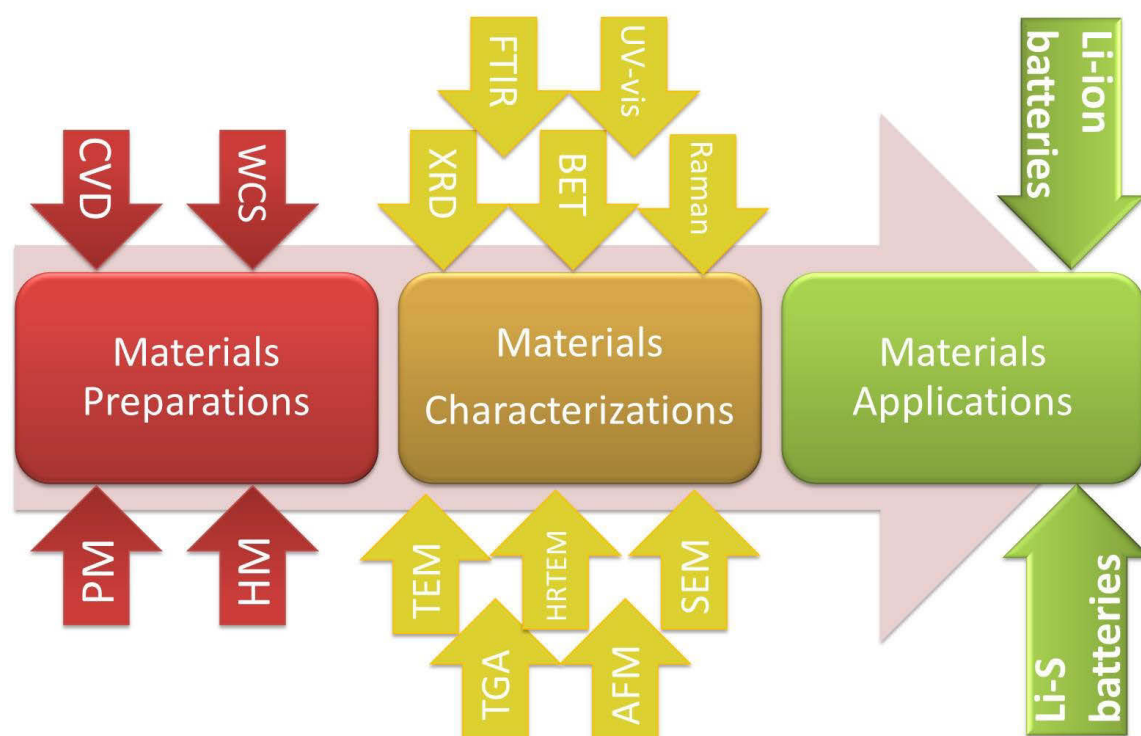 FTIR
UV-vis
Li-ion
batteries
CVD
WCS
XRD
BET
Raman
Materials
Preparations
Materials
Characterizations
Materials
Applications
PM
HM
TEM
HRTEM
SEM
TGA
AFM
Li-S
batteries